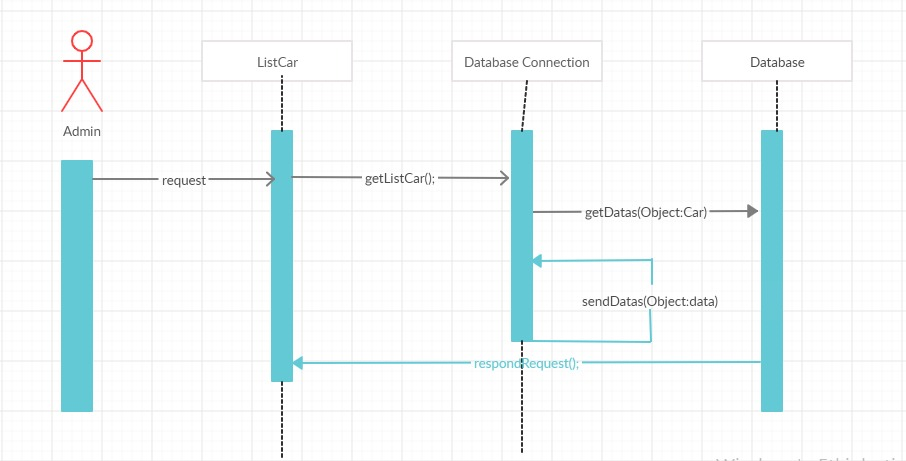 ListCar
Database Connection
Database
Admin
request
getListCar();
getDatas(Object:Car)
sendDatas(Object:data)
respondRequest();